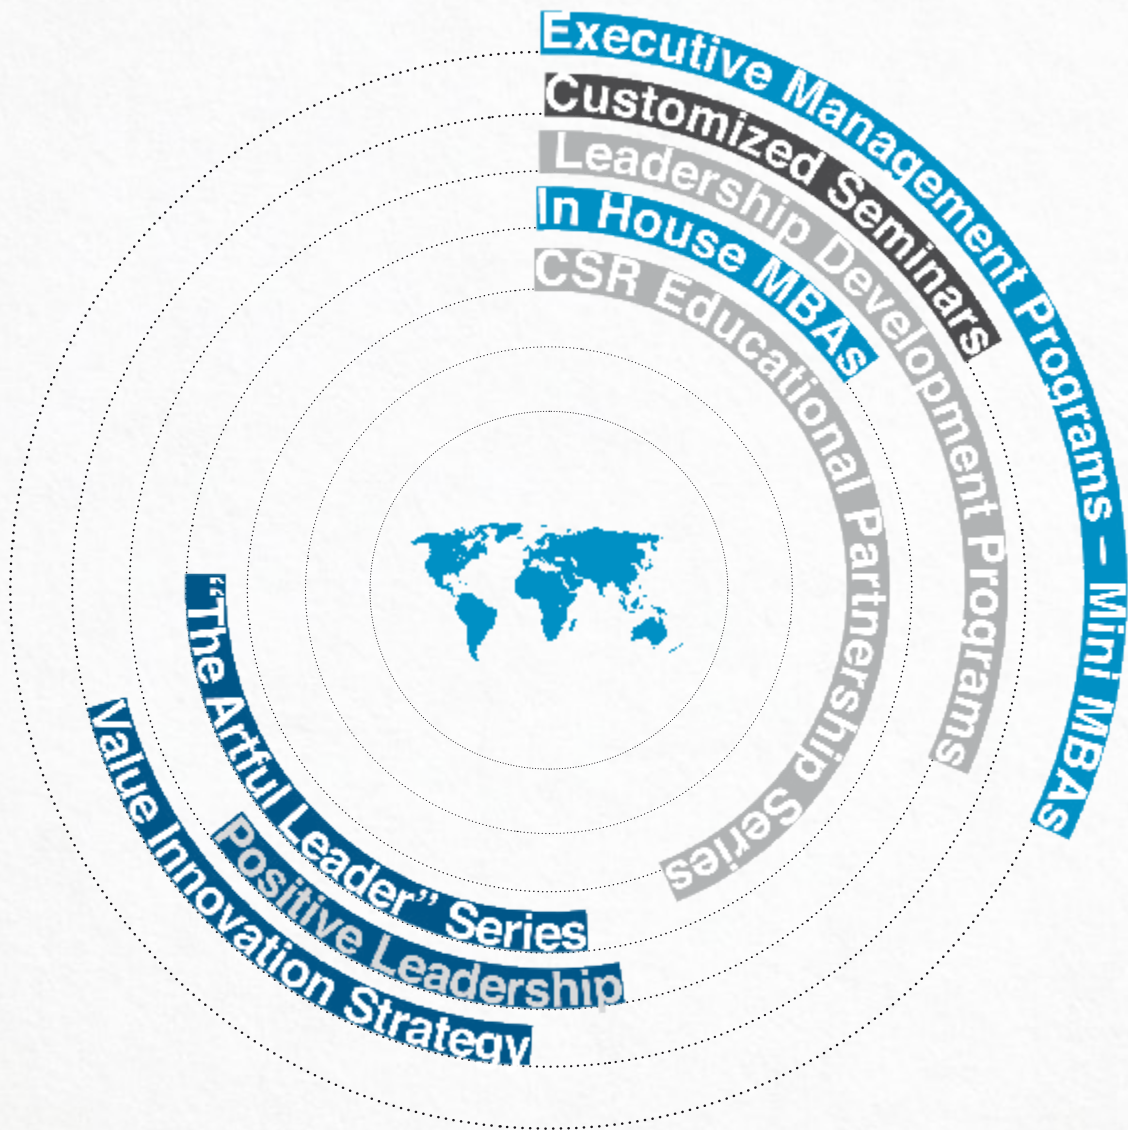 Executive Management Programs – Mini MBAs
Customized Seminars
Leadership Development Programs
In House MBAs
CSR Educational Partnership Series
”The Artful Leader” Series
Positive Leadership
Value Innovation Strategy